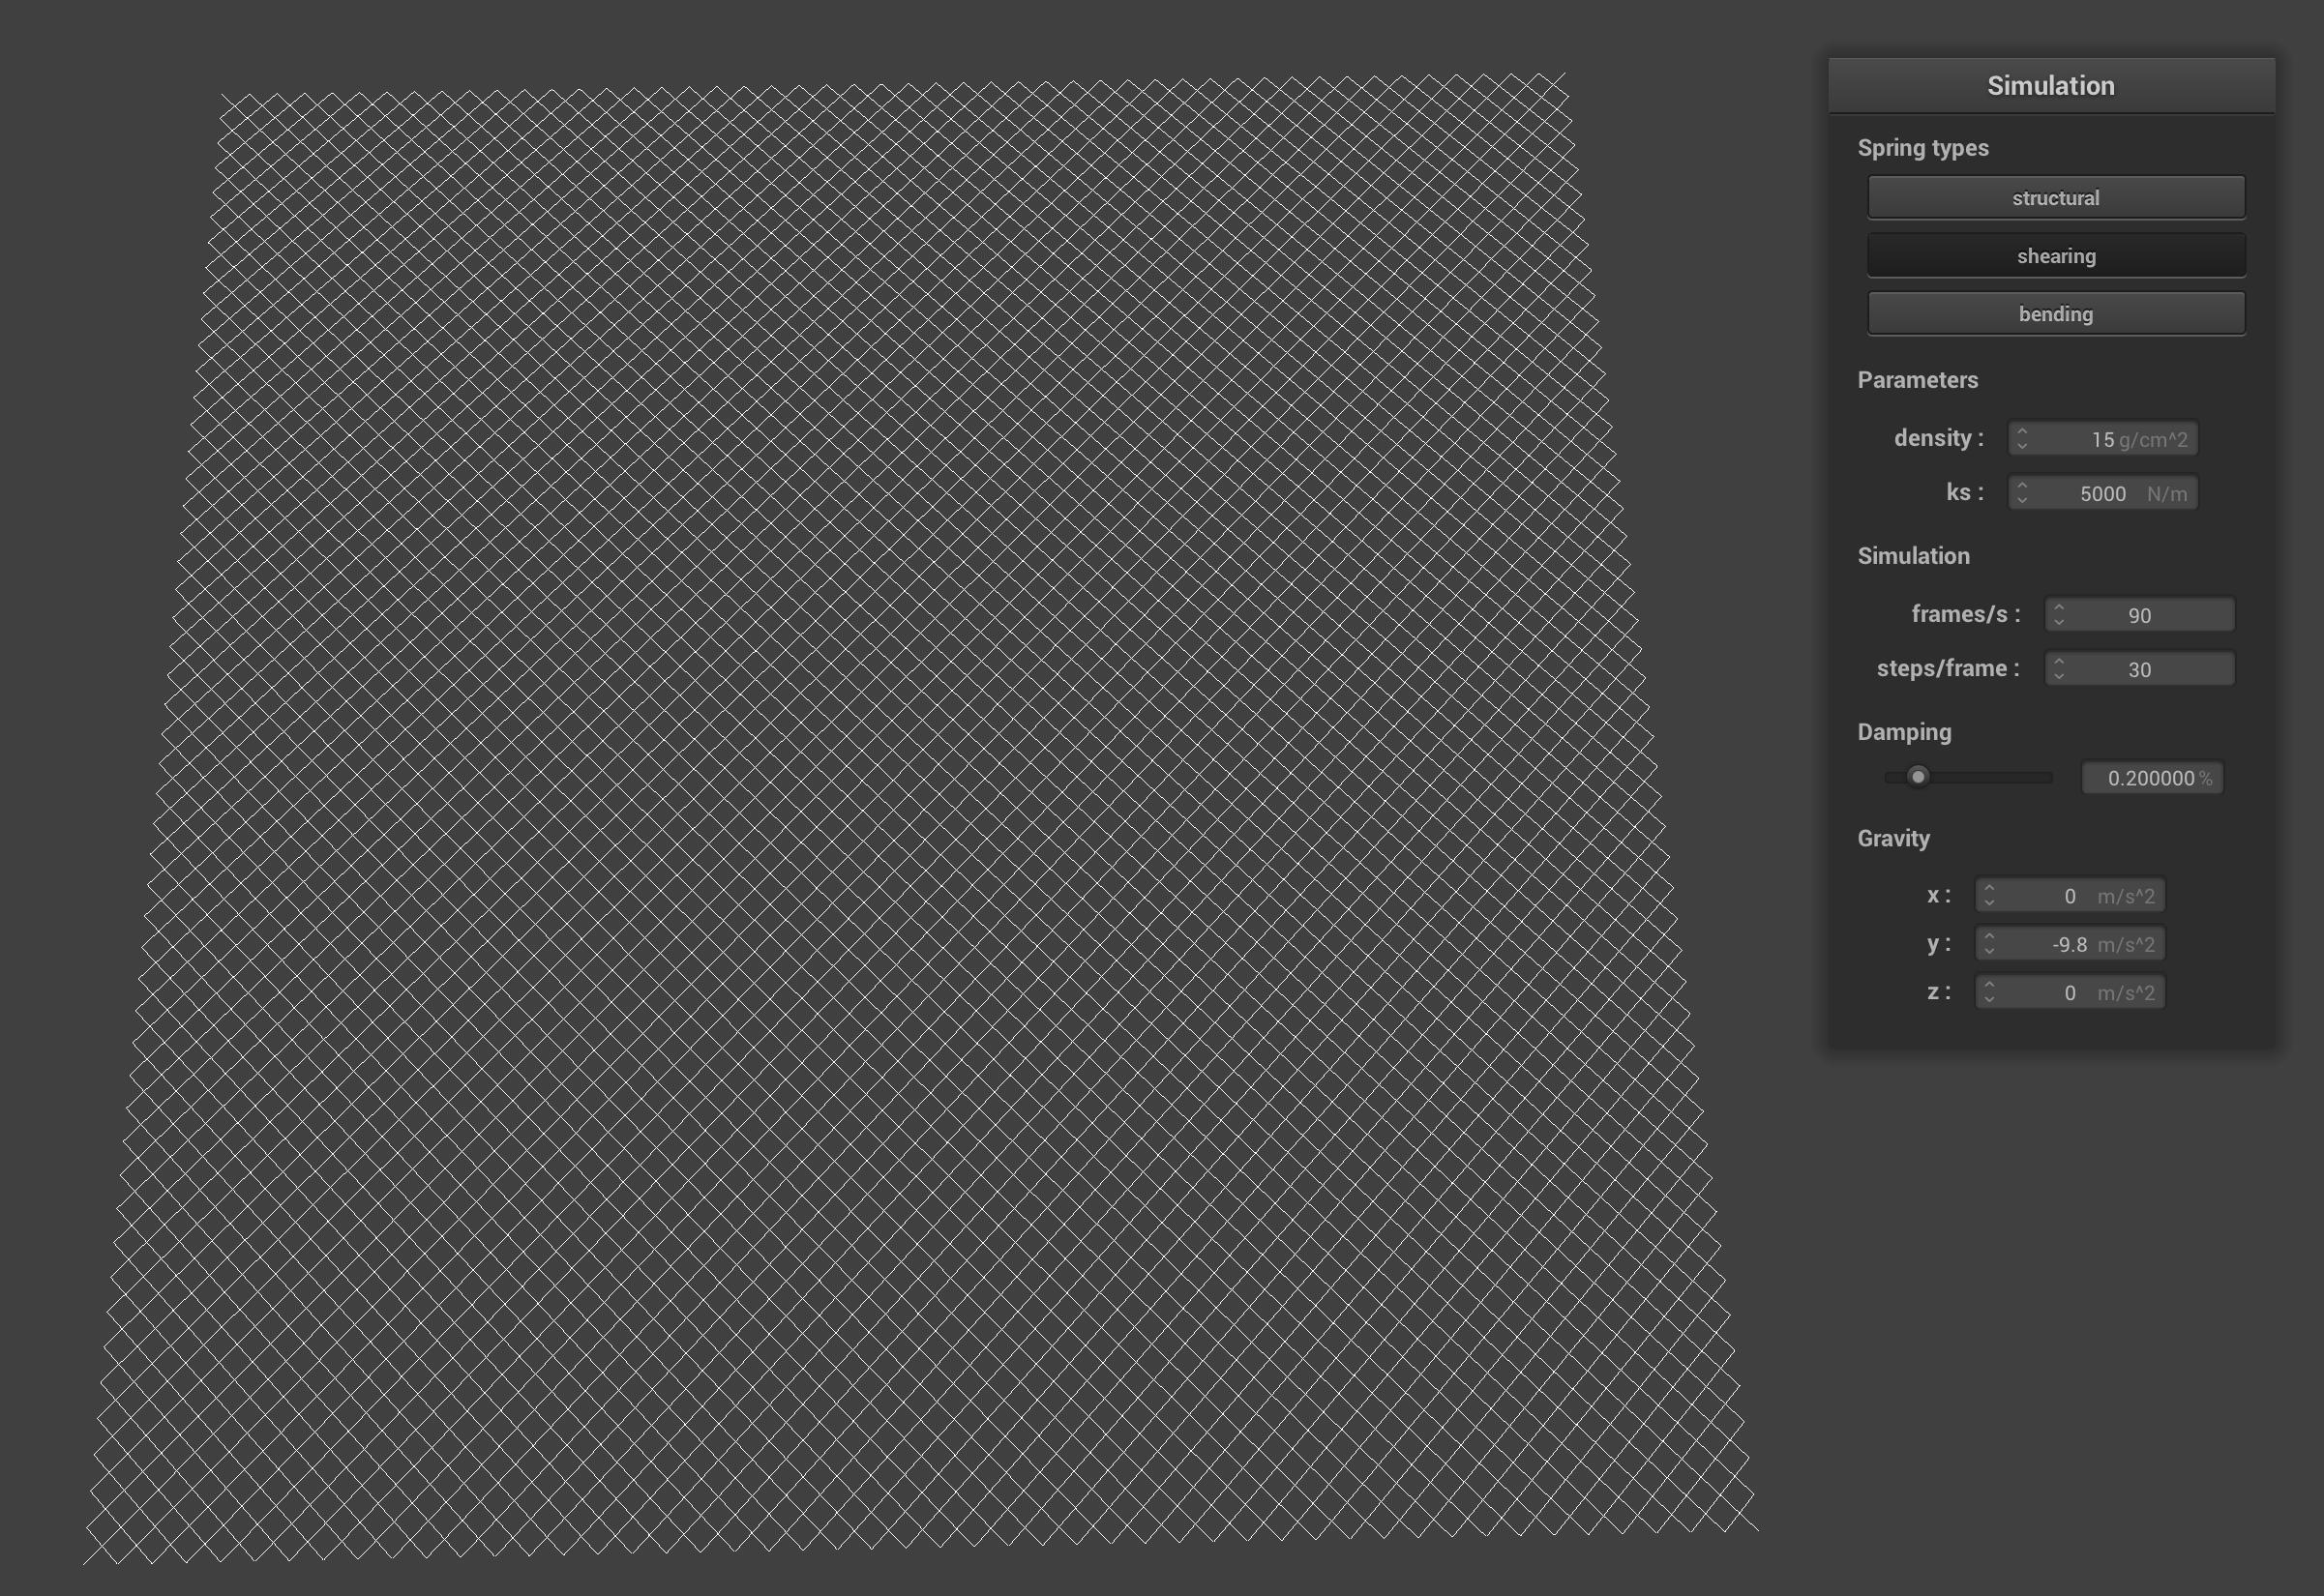 Simulation
Spring types
structural
shearing
bending
Parameters
density : 15 g/cm^2
ks : 5000 N/m
Simulation
frames/s : 90
steps/frame : 30
Damping
0.200000 %
Gravity
x : 0 m/s^2
y : -9.8 m/s^2
z : 0 m/s^2